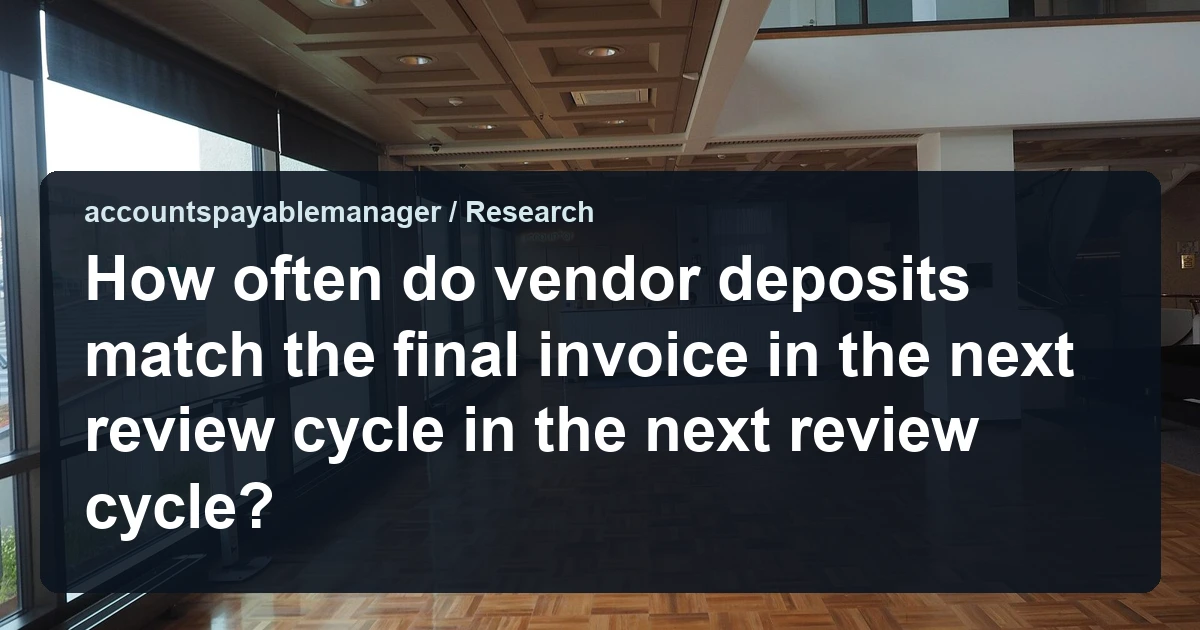 accountspayablemanager / Research
How often do vendor deposits
match the final invoice in the next
review cycle in the next review
cycle?